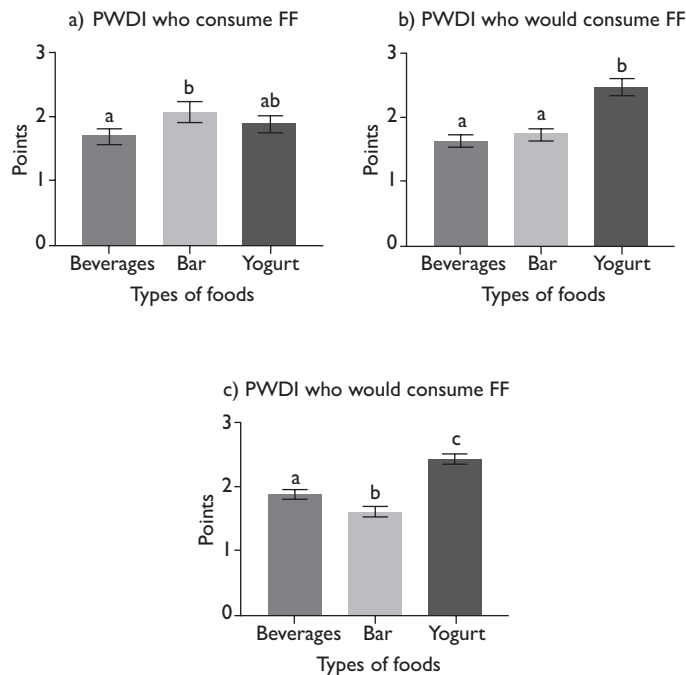 a) PWDI who consume FF
3
2
1
0
Points
a
b
ab
Beverages Bar Yogurt
Types of foods
b) PWDI who would consume FF
3
2
1
0
Points
a
a
b
Beverages Bar Yogurt
Types of foods
c) PWDI who would consume FF
3
2
1
0
Points
a
b
c
Beverages Bar Yogurt
Types of foods